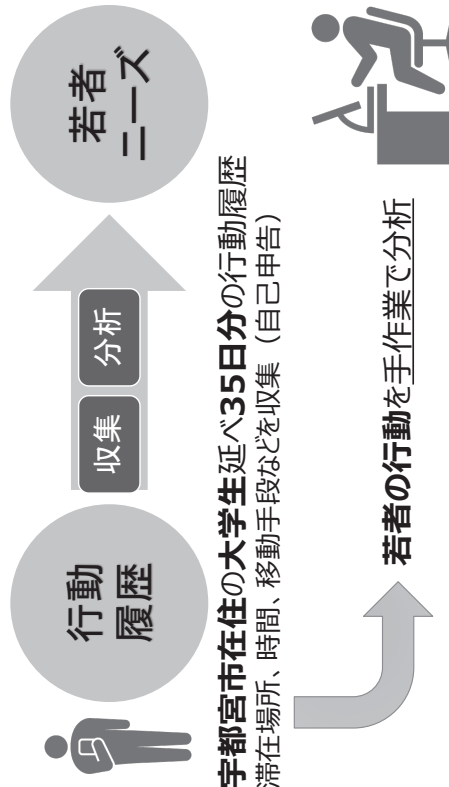 行動
履歴
収集
分析
若者
ニーズ
宇都宮市在住の大学生延べ35日分の行動履歴
滞在場所、時間、移動手段などを収集（自己申告）
若者の行動を手作業で分析